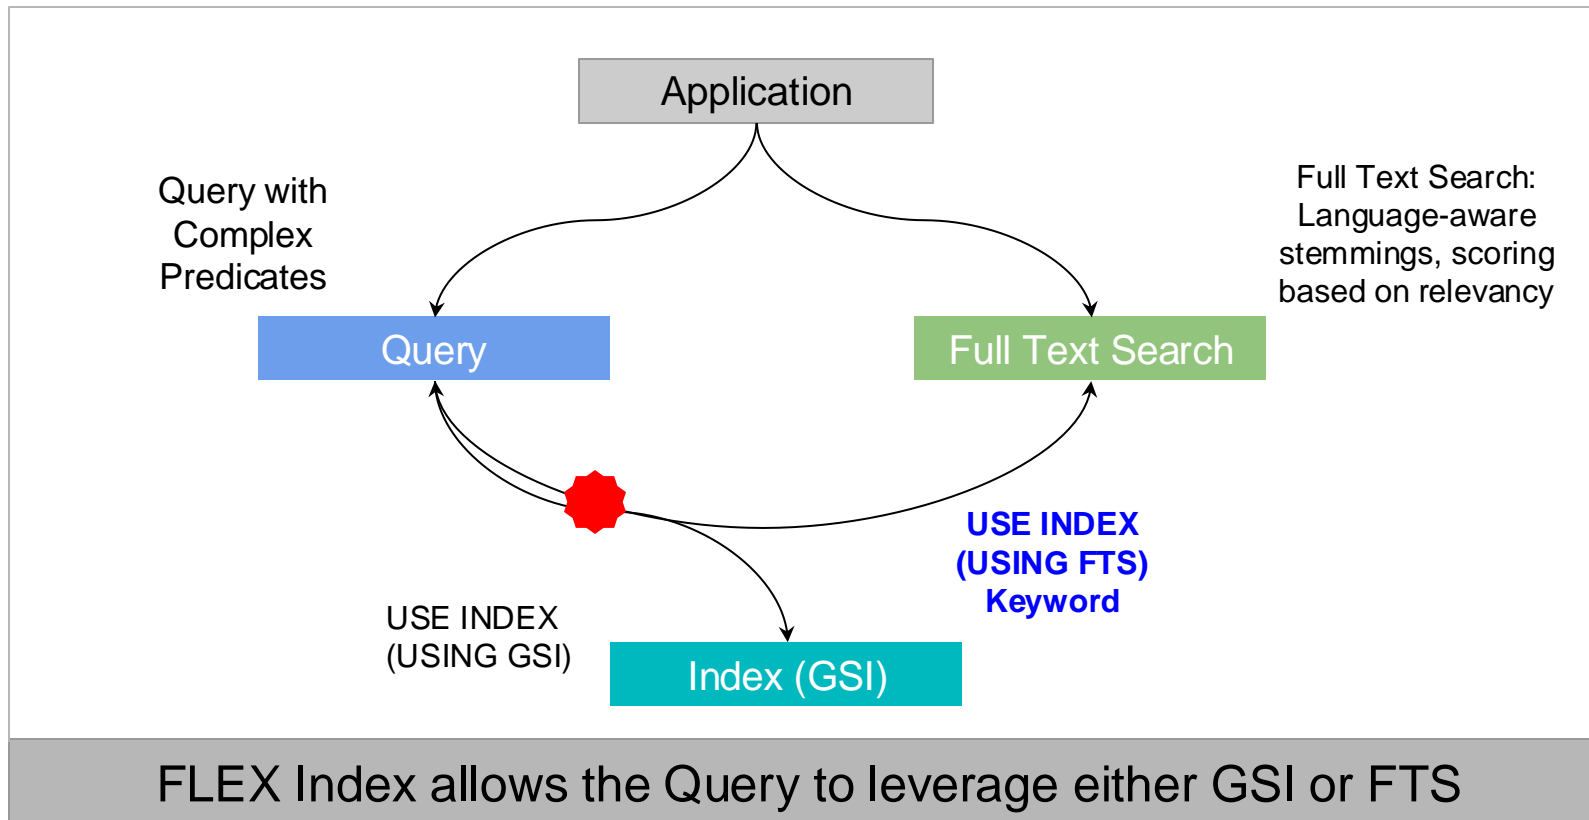 Application
Query with
Complex
Predicates
Full Text Search:
Language-aware
stemmings, scoring
based on relevancy
Query
Full Text Search
USE INDEX
(USING FTS)
Keyword
USE INDEX
(USING GSI)
Index (GSI)
FLEX Index allows the Query to leverage either GSI or FTS